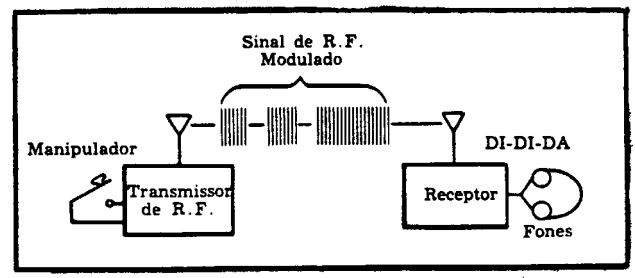 Sinal de R.F.
Modulado
Manipulador
DI-DI-DA
Transmissor
de R.F.
Receptor
Fones